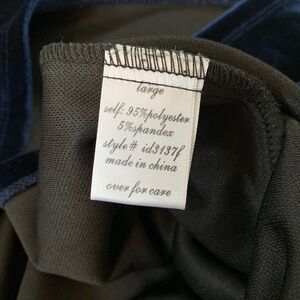 large
self: 95%polyester
5%spandex
style# id3137f
made in china
over for care